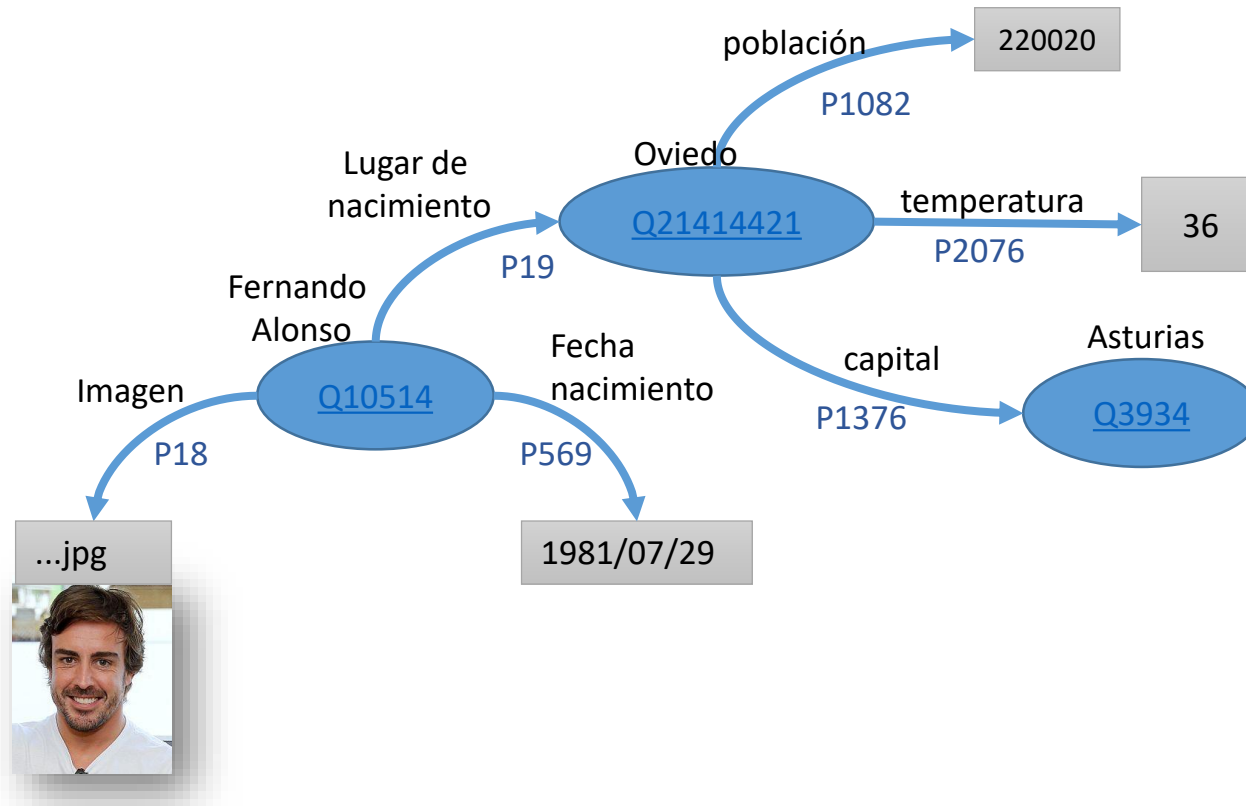 población
220020
P1082
Oviedo
Lugar de
nacimiento
Q21414421
temperatura
36
P2076
P19
Fernando
Alonso
Fecha
nacimiento
capital
Asturias
Imagen
Q10514
P1376
Q3934
P18
P569
...jpg
1981/07/29